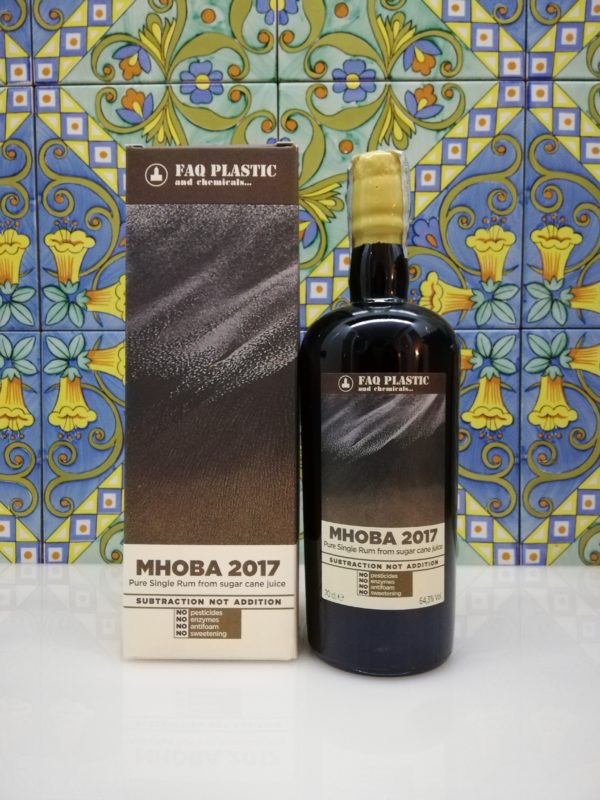 FAQ PLASTIC
and chemicals...
MHOBA 2017
Pure Single Rum from sugar cane juice
SUBTRACTION NOT ADDITION
NO pesticides
NO enzymes
NO antifoam
NO sweetening
FAQ PLASTIC
and chemicals...
MHOBA 2017
Pure Single Rum from sugar cane juice
SUBTRACTION NOT ADDITION
NO pesticides
NO enzymes
NO antifoam
NO sweetening
70 cl. e 64.3% Vol.